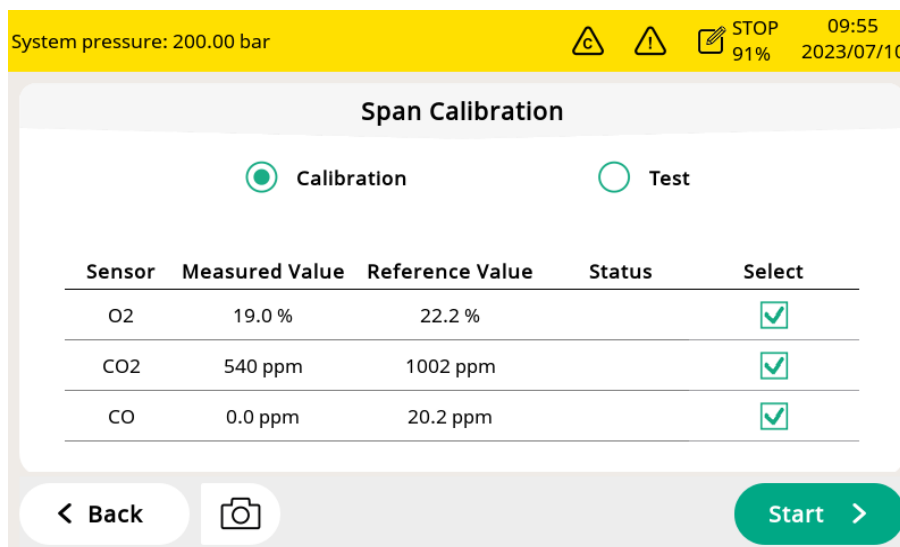 System pressure: 200.00 bar
C
!
STOP
91%
09:55
2023/07/10
Span Calibration
Calibration
Test
Sensor Measured Value Reference Value Status Select
O2 19.0 % 22.2 %
CO2 540 ppm 1002 ppm
CO 0.0 ppm 20.2 ppm
Back
Start